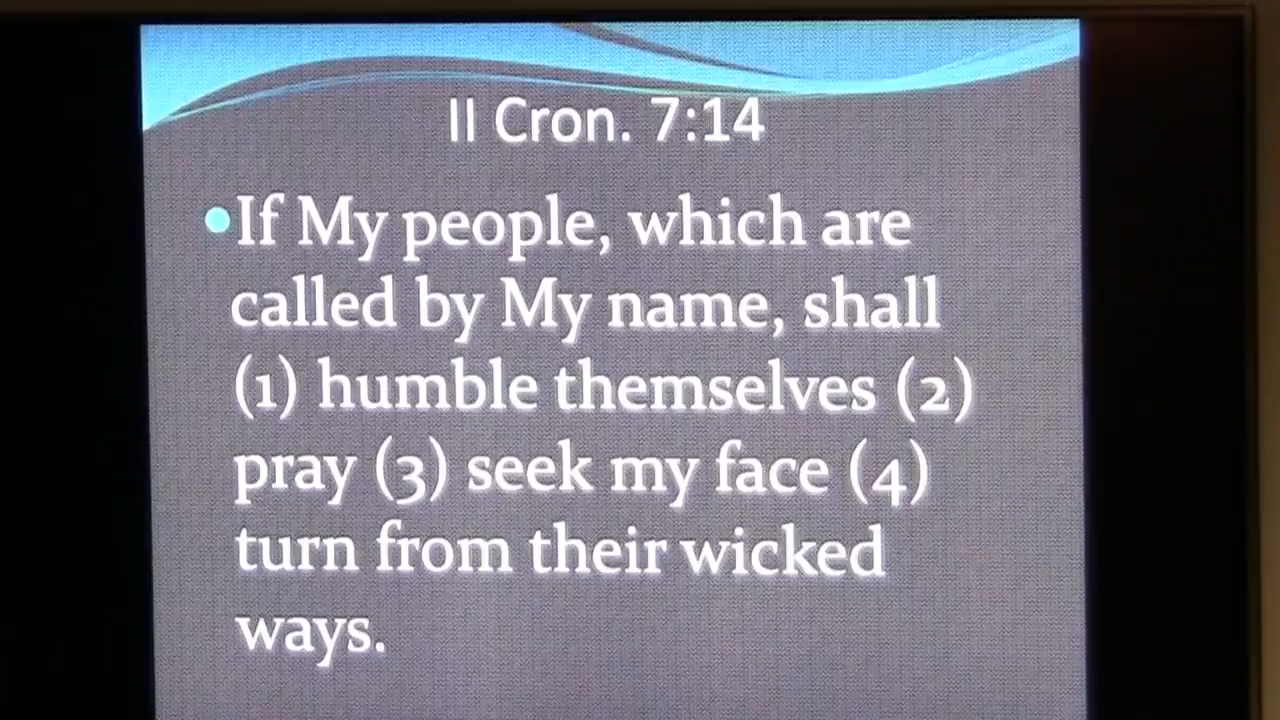 II Cron. 7:14
•If My people, which are
called by My name, shall
(1) humble themselves (2)
pray (3) seek my face (4)
turn from their wicked
ways.